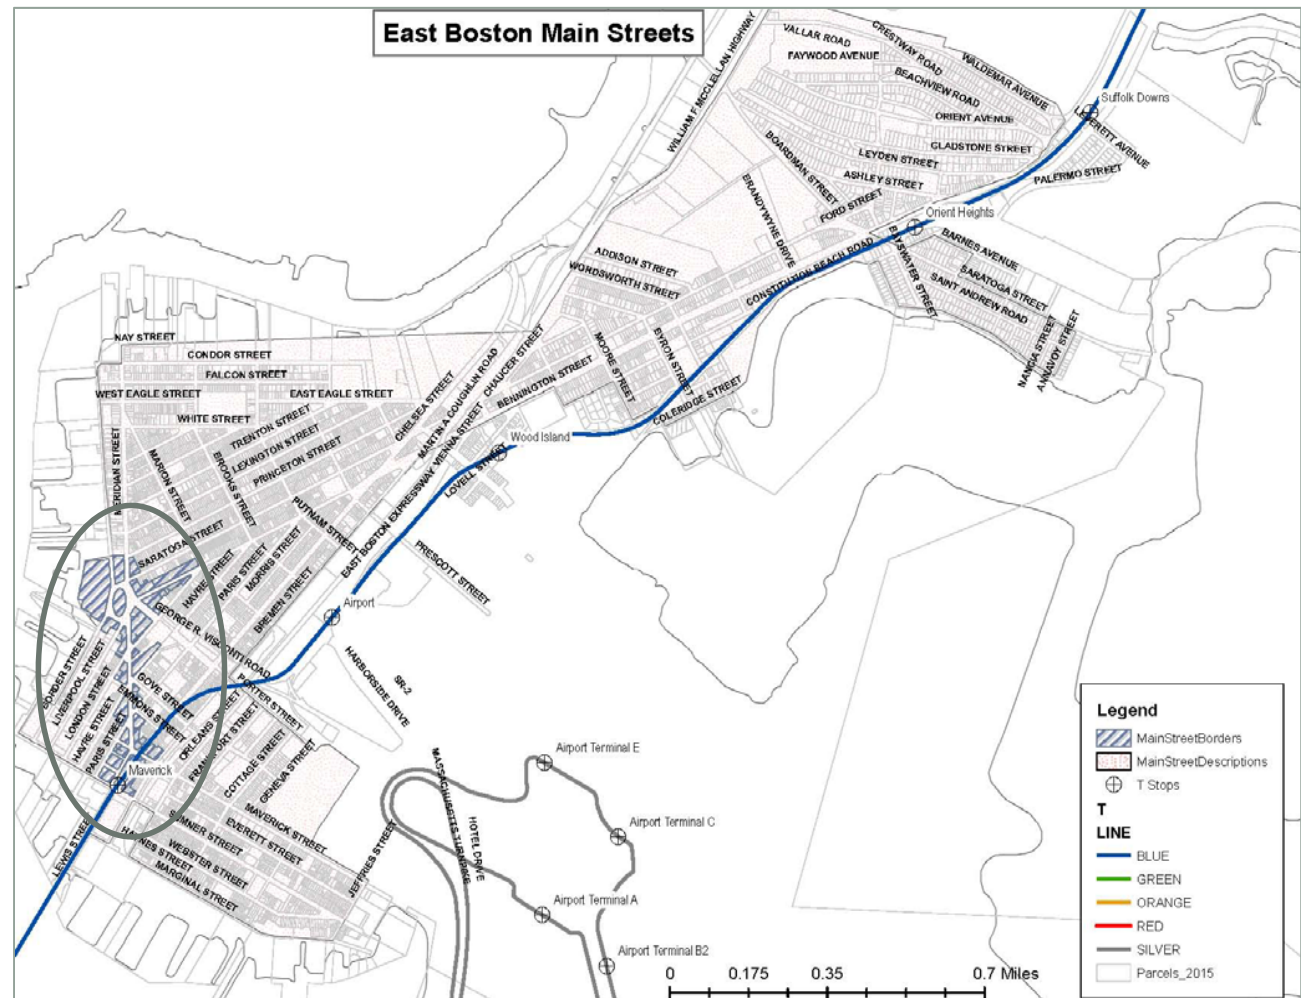 East Boston Main Streets
VALLAR ROAD
CRESTWAY ROAD
WALDEMAR AVENUE
FAYWOOD AVENUE
BEACHVIEW ROAD
WILLIAM F MCCLELLAN HIGHWAY
Suffolk Downs
ORIENT AVENUE
LEVERETT AVENUE
GLADSTONE STREET
BOARDMAN STREET
LEYDEN STREET
ASHLEY STREET
PALERMO STREET
BRANDYWYNE DRIVE
FORD STREET
Orient Heights
BARNES AVENUE
BAYSWATER STREET
ADDISON STREET
WORDSWORTH STREET
CONSTITUTION BEACH ROAD
SARATOGA STREET
SAINT ANDREW ROAD
NANCIA STREET
ANNAVOY STREET
NAY STREET
CONDOR STREET
FALCON STREET
WEST EAGLE STREET
EAST EAGLE STREET
WHITE STREET
CHELSEA STREET
MARTIN A COUGHLIN ROAD
CHAUCER STREET
BENNINGTON STREET
MOORE STREET
BYRON STREET
COLERIDGE STREET
MERIDIAN STREET
TRENTON STREET
LEXINGTON STREET
PRINCETON STREET
MARION STREET
BROOKS STREET
VIENNA STREET
Wood Island
LOVELL STREET
PUTNAM STREET
EAST BOSTON EXPRESSWAY
PRESCOTT STREET
SARATOGA STREET
HAVRE STREET
PARIS STREET
MORRIS STREET
BREMEN STREET
Airport
GEORGE R. VISCONTI ROAD
HARBORSIDE DRIVE
SR-2
BORDER STREET
LIVERPOOL STREET
LONDON STREET
HAVRE STREET
PARIS STREET
GOVE STREET
EMMONS STREET
PORTER STREET
ORLEANS STREET
FRANKFORT STREET
COTTAGE STREET
GENEVA STREET
Maverick
MAVERICK STREET
SUMNER STREET
EVERETT STREET
LEWIS STREET
HAYNES STREET
WEBSTER STREET
MARGINAL STREET
JEFFRIES STREET
MASSACHUSETTS TURNPIKE
HOTEL DRIVE
Airport Terminal E
Airport Terminal C
Airport Terminal A
Airport Terminal B2
Legend
MainStreetBorders
MainStreetDescriptions
T Stops
T
LINE
BLUE
GREEN
ORANGE
RED
SILVER
Parcels_2015
0 0.175 0.35 0.7 Miles